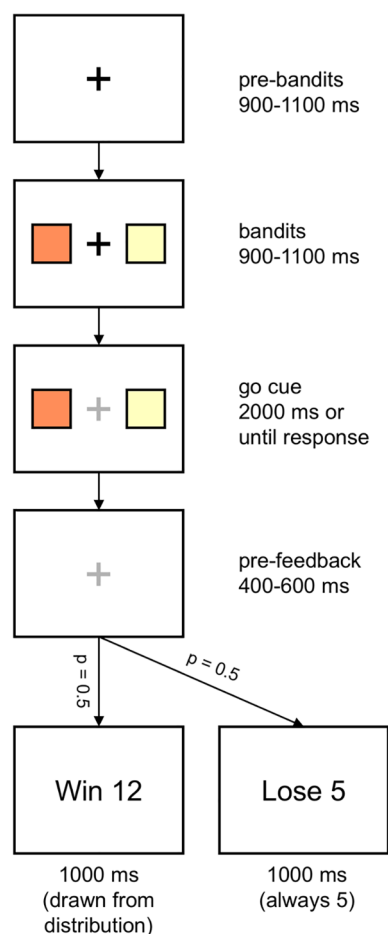 pre-bandits
900-1100 ms
bandits
900-1100 ms
go cue
2000 ms or
until response
pre-feedback
400-600 ms
p = 0.5
p = 0.5
Win 12
Lose 5
1000 ms
(drawn from
distribution)
1000 ms
(always 5)